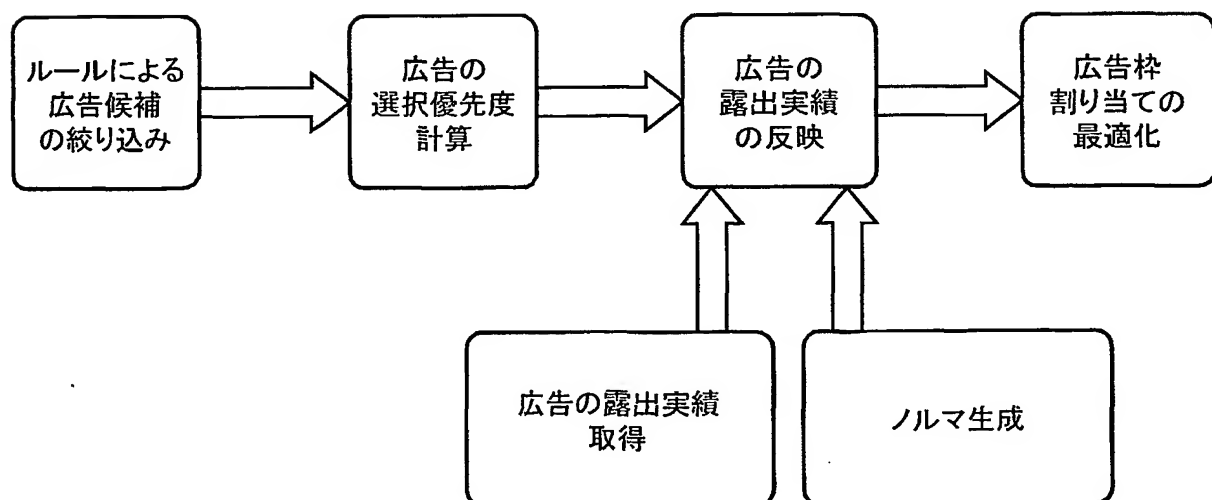 ルールによる
広告候補
の絞り込み
広告の
選択優先度
計算
広告の
露出実績
の反映
広告枠
割り当ての
最適化
広告の露出実績
取得
ノルマ生成